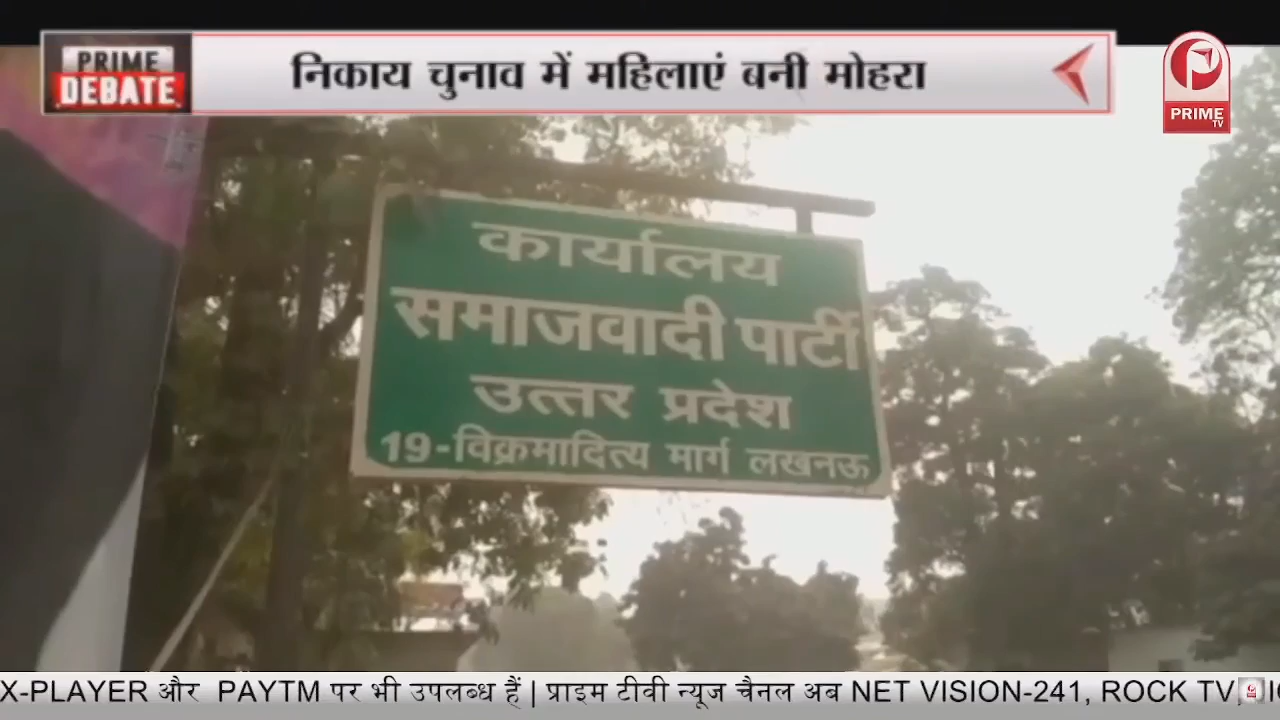 PRIME
DEBATE
निकाय चुनाव में महिलाएं बनी मोहरा
PRIME
TV
कार्यालय
समाजवादी पार्टी
उत्तर प्रदेश
19-विक्रमादित्य मार्ग लखनऊ
X-PLAYER और PAYTM पर भी उपलब्ध हैं | प्राइम टीवी न्यूज चैनल अब NET VISION-241, ROCK TV,